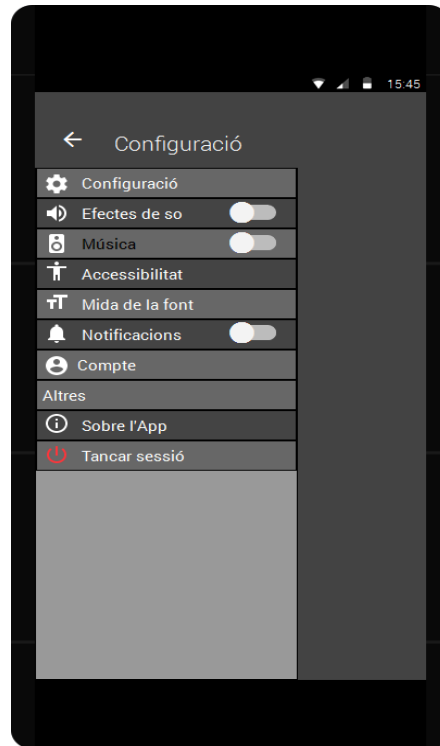 15:45
Configuració
Configuració
Efectes de so
Música
Accessibilitat
Mida de la font
Notificacions
Compte
Altres
Sobre l'App
Tancar sessió